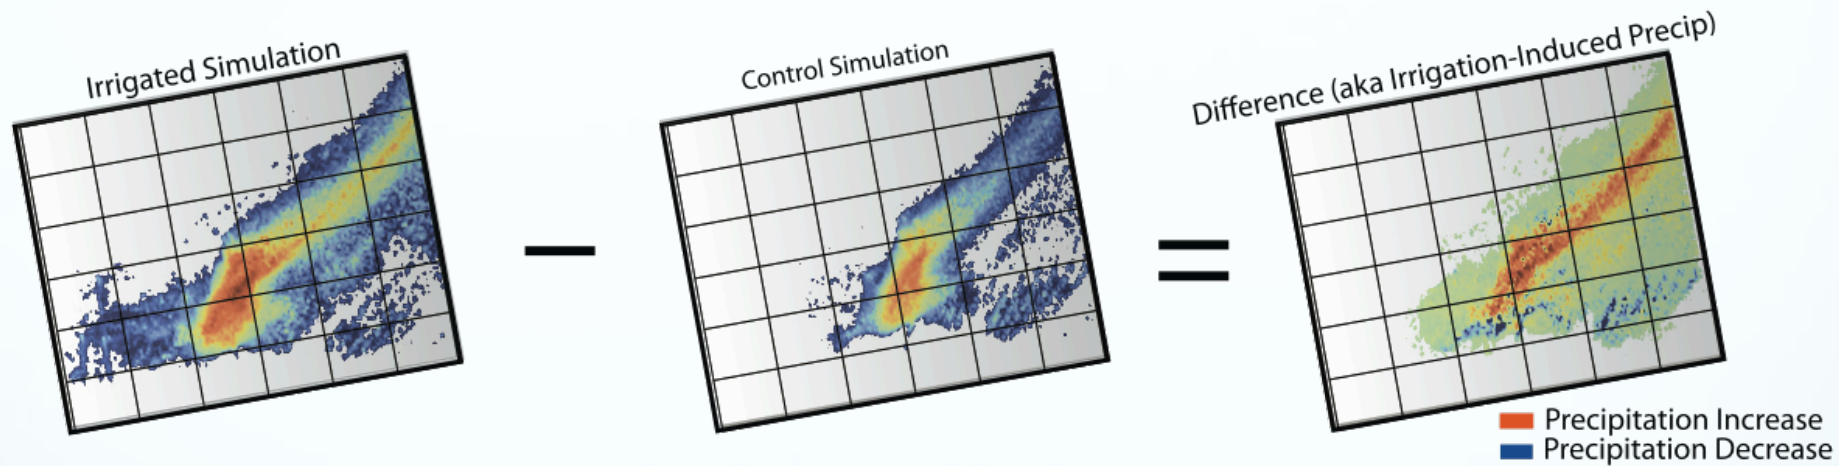 Irrigated Simulation
Control Simulation
Difference (aka Irrigation-Induced Precip)
Precipitation Increase
Precipitation Decrease